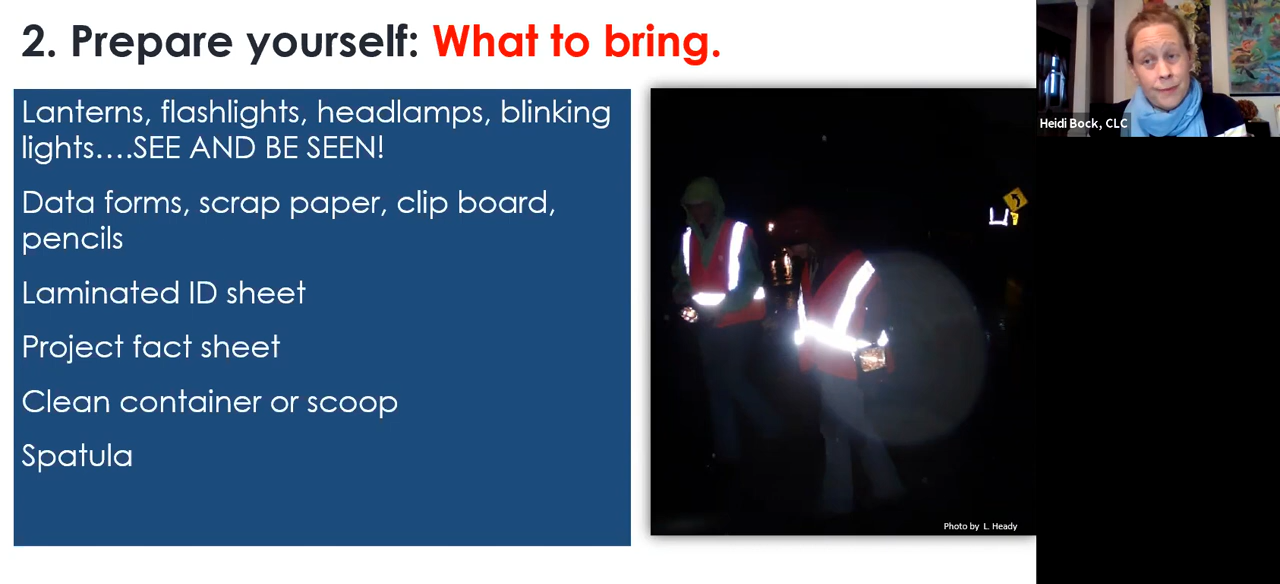 2. Prepare yourself: What to bring.
Lanterns, flashlights, headlamps, blinking
lights....SEE AND BE SEEN!
Data forms, scrap paper, clip board,
pencils
Laminated ID sheet
Project fact sheet
Clean container or scoop
Spatula
Photo by L. Heady
Heidi Bock, CLC